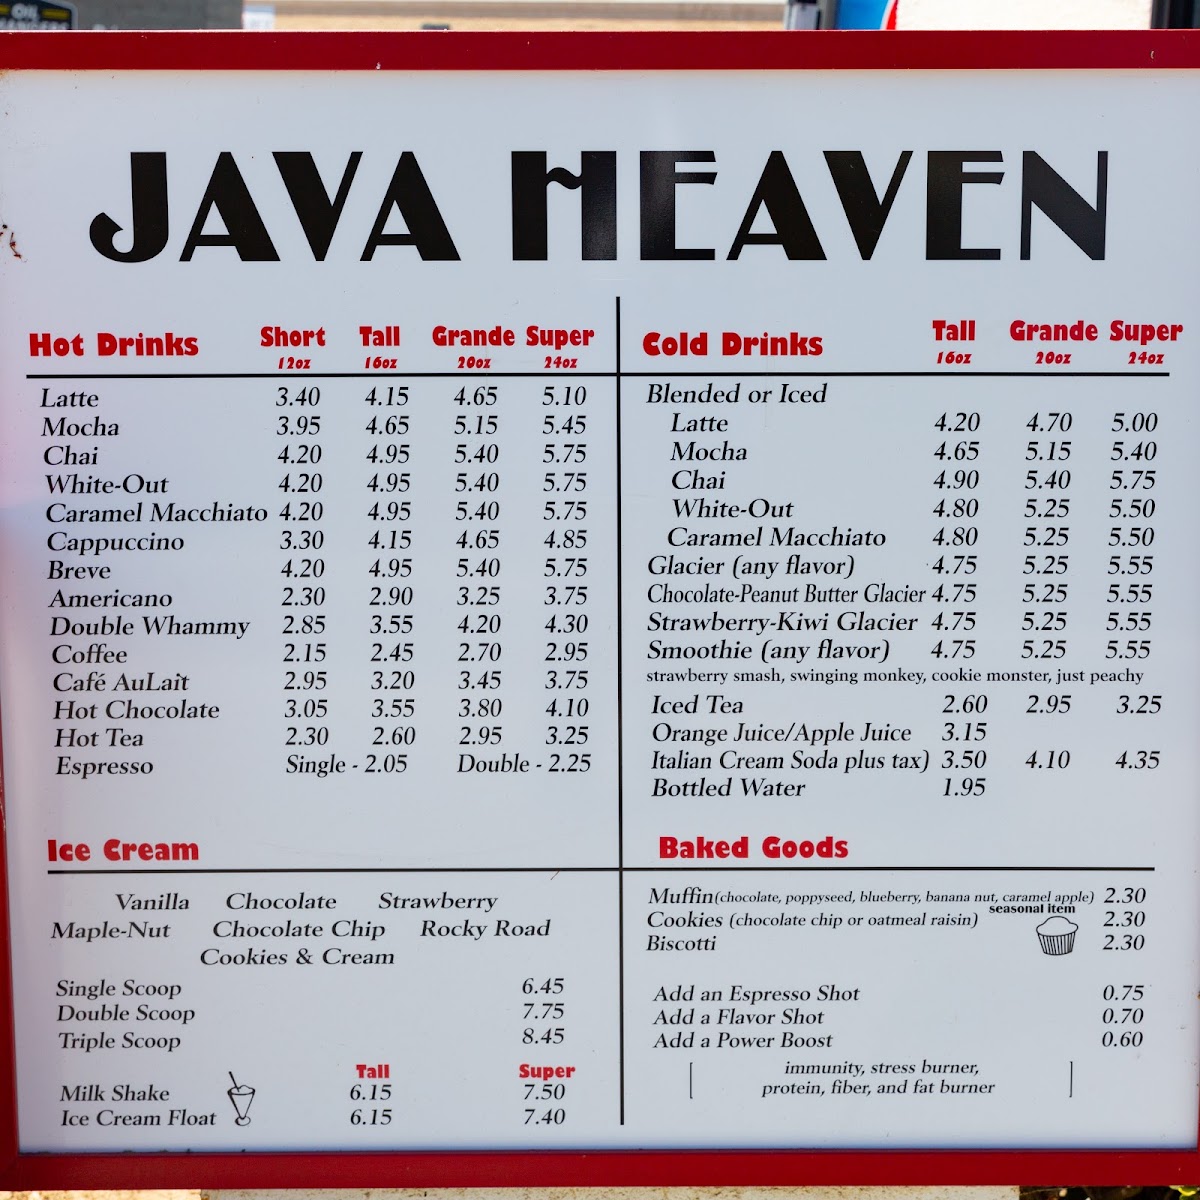 OIL
JAVA HEAVEN
Hot Drinks Short Tall Grande Super
12oz 16oz 20oz 24oz
Latte 3.40 4.15 4.65 5.10
Mocha 3.95 4.65 5.15 5.45
Chai 4.20 4.95 5.40 5.75
White-Out 4.20 4.95 5.40 5.75
Caramel Macchiato 4.20 4.95 5.40 5.75
Cappuccino 3.30 4.15 4.65 4.85
Breve 4.20 4.95 5.40 5.75
Americano 2.30 2.90 3.25 3.75
Double Whammy 2.85 3.55 4.20 4.30
Coffee 2.15 2.45 2.70 2.95
Café AuLait 2.95 3.20 3.45 3.75
Hot Chocolate 3.05 3.55 3.80 4.10
Hot Tea 2.30 2.60 2.95 3.25
Espresso Single - 2.05 Double - 2.25
Cold Drinks Tall Grande Super
16oz 20oz 24oz
Blended or Iced
Latte 4.20 4.70 5.00
Mocha 4.65 5.15 5.40
Chai 4.90 5.40 5.75
White-Out 4.80 5.25 5.50
Caramel Macchiato 4.80 5.25 5.50
Glacier (any flavor) 4.75 5.25 5.55
Chocolate-Peanut Butter Glacier 4.75 5.25 5.55
Strawberry-Kiwi Glacier 4.75 5.25 5.55
Smoothie (any flavor) 4.75 5.25 5.55
strawberry smash, swinging monkey, cookie monster, just peachy
Iced Tea 2.60 2.95 3.25
Orange Juice/Apple Juice 3.15
Italian Cream Soda plus tax) 3.50 4.10 4.35
Bottled Water 1.95
Ice Cream
Vanilla Chocolate Strawberry
Maple-Nut Chocolate Chip Rocky Road
Cookies & Cream
Single Scoop 6.45
Double Scoop 7.75
Triple Scoop 8.45
Tall Super
Milk Shake 6.15 7.50
Ice Cream Float 6.15 7.40
Baked Goods
Muffin (chocolate, poppyseed, blueberry, banana nut, caramel apple) 2.30
seasonal item
Cookies (chocolate chip or oatmeal raisin) 2.30
Biscotti 2.30
Add an Espresso Shot 0.75
Add a Flavor Shot 0.70
Add a Power Boost 0.60
[ immunity, stress burner, ]
protein, fiber, and fat burner